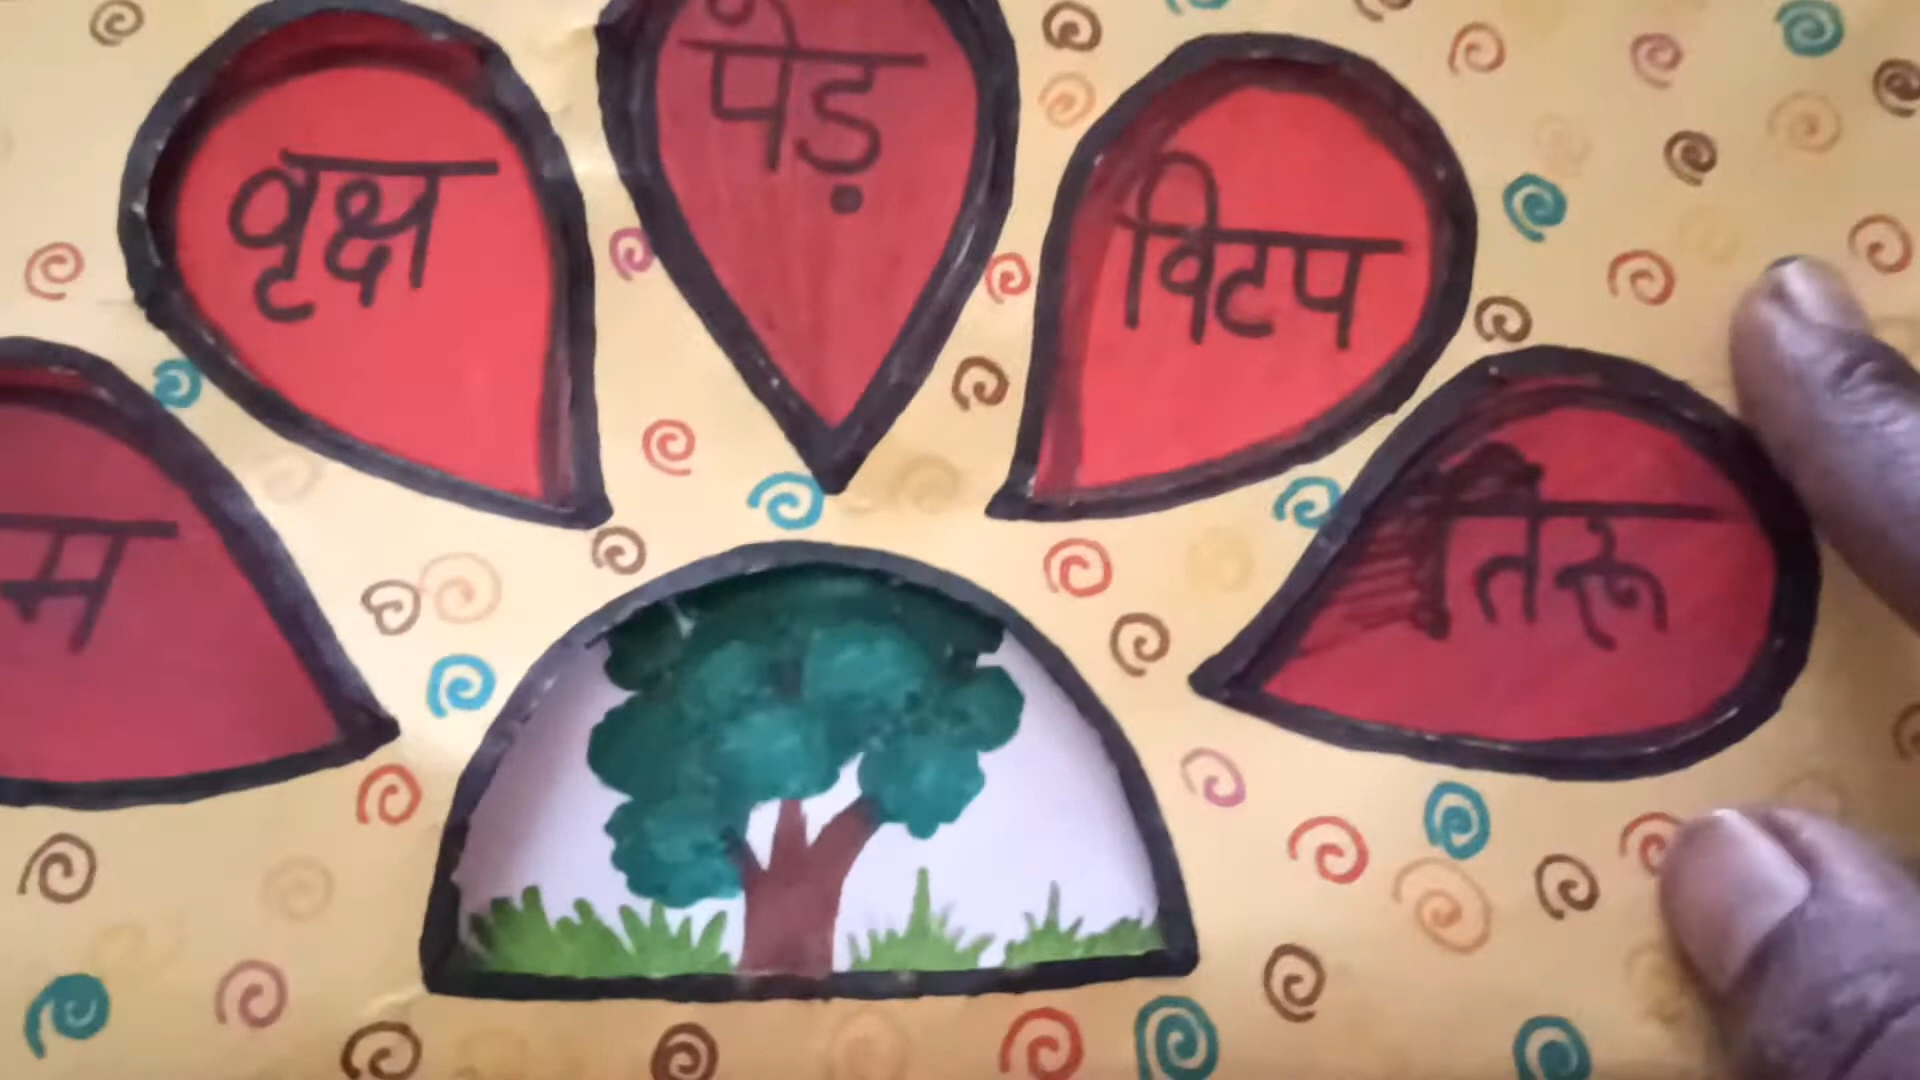 म
वृक्ष
पेड़
विटप
तरू